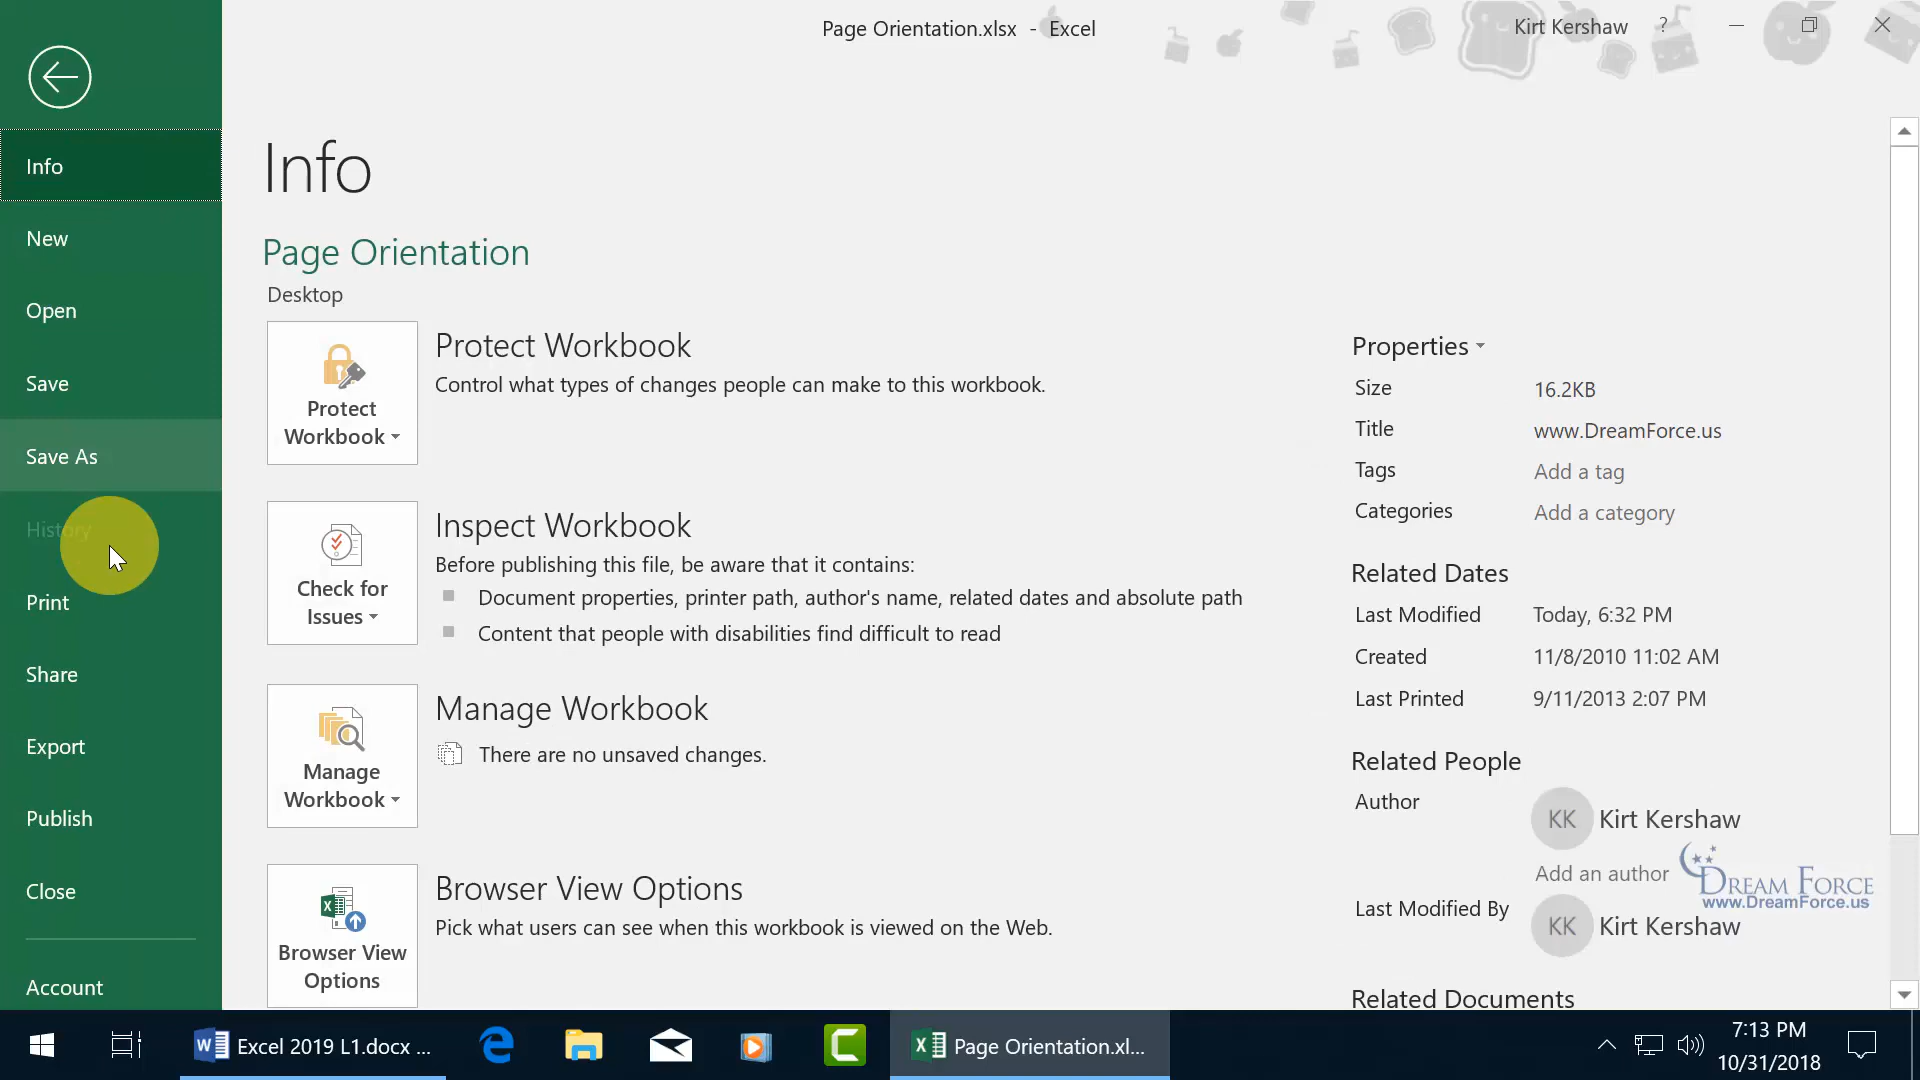 Page Orientation.xlsx - Excel
Kirt Kershaw
?
Info
New
Open
Save
Save As
History
Print
Share
Export
Publish
Close
Account
Info
Page Orientation
Desktop
Protect
Workbook
Protect Workbook
Control what types of changes people can make to this workbook.
Check for
Issues
Inspect Workbook
Before publishing this file, be aware that it contains:
Document properties, printer path, author's name, related dates and absolute path
Content that people with disabilities find difficult to read
Manage
Workbook
Manage Workbook
There are no unsaved changes.
Browser View
Options
Browser View Options
Pick what users can see when this workbook is viewed on the Web.
Properties
Size 16.2KB
Title www.DreamForce.us
Tags Add a tag
Categories Add a category
Related Dates
Last Modified Today, 6:32 PM
Created 11/8/2010 11:02 AM
Last Printed 9/11/2013 2:07 PM
Related People
Author
KK Kirt Kershaw
Add an author
Last Modified By KK Kirt Kershaw
Related Documents
Dream Force
www.DreamForce.us
Excel 2019 L1.docx ...
Page Orientation.xl...
7:13 PM
10/31/2018